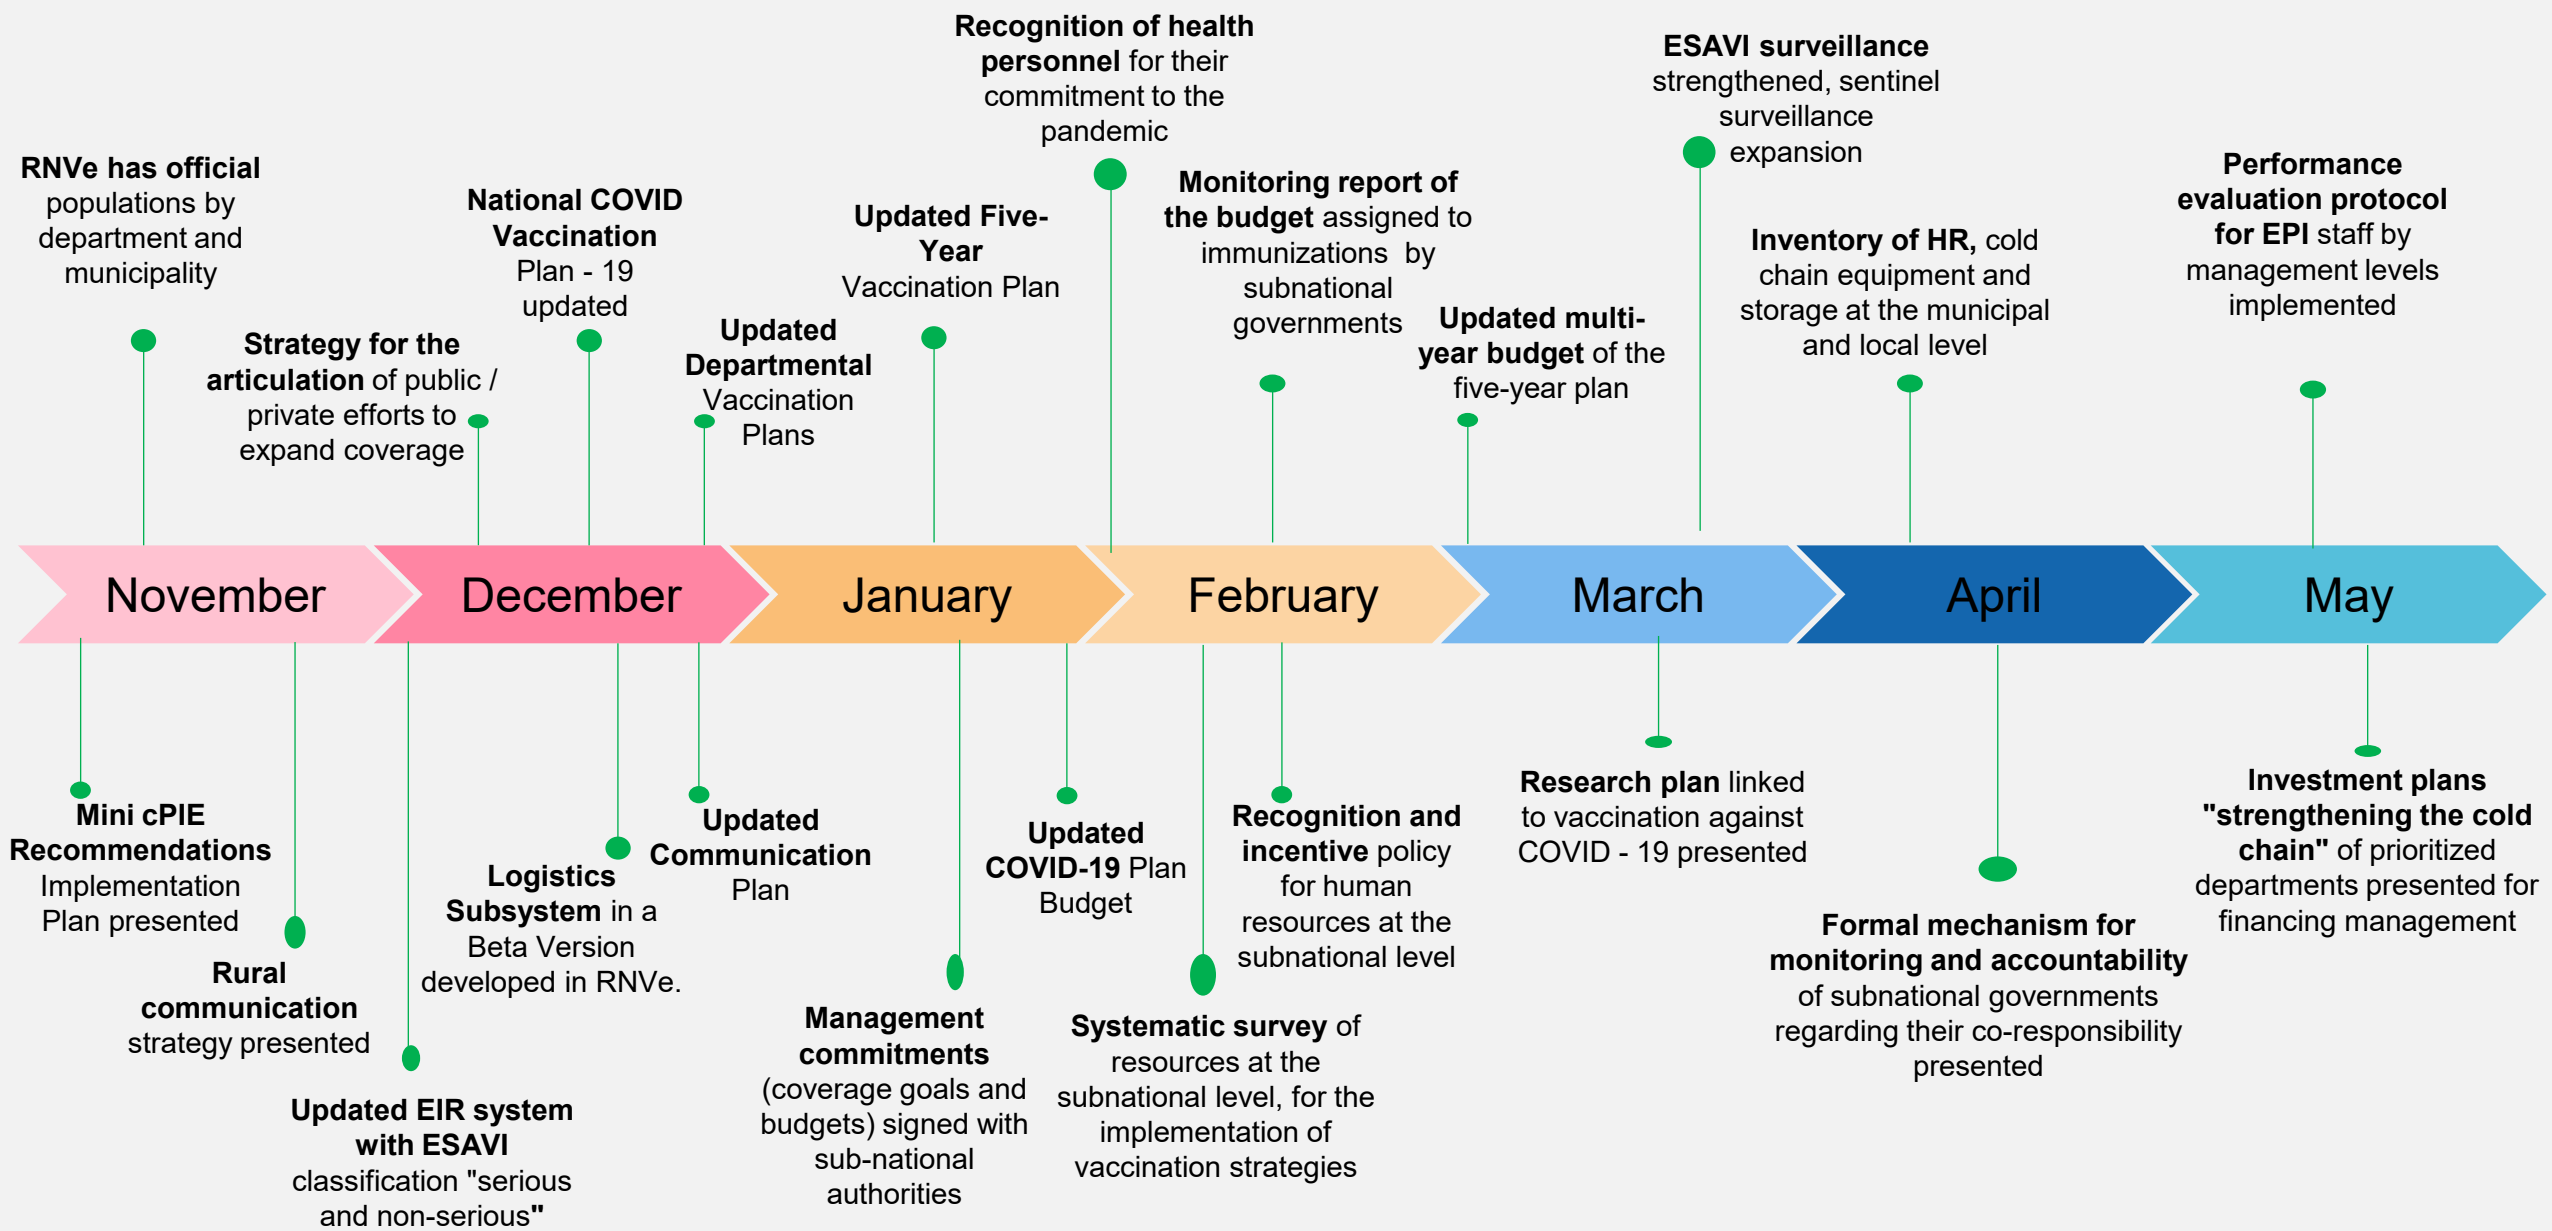 RNVe has official
populations by
department and
municipality
Strategy for the
articulation of public /
private efforts to
expand coverage
National COVID
Vaccination
Plan - 19
updated
Updated
Departmental
Vaccination
Plans
Updated Five-
Year
Vaccination Plan
Recognition of health
personnel for their
commitment to the
pandemic
Monitoring report of
the budget assigned to
immunizations by
subnational
governments
Updated multi-
year budget of the
five-year plan
ESAVI surveillance
strengthened, sentinel
surveillance
expansion
Inventory of HR, cold
chain equipment and
storage at the municipal
and local level
Performance
evaluation protocol
for EPI staff by
management levels
implemented
November
December
January
February
March
April
May
Mini cPIE
Recommendations
Implementation
Plan presented
Rural
communication
strategy presented
Updated EIR system
with ESAVI
classification "serious
and non-serious"
Logistics
Subsystem in a
Beta Version
developed in RNVe.
Updated
Communication
Plan
Management
commitments
(coverage goals and
budgets) signed with
sub-national
authorities
Updated
COVID-19 Plan
Budget
Systematic survey of
resources at the
subnational level, for the
implementation of
vaccination strategies
Recognition and
incentive policy
for human
resources at the
subnational level
Research plan linked
to vaccination against
COVID - 19 presented
Formal mechanism for
monitoring and accountability
of subnational governments
regarding their co-responsibility
presented
Investment plans
"strengthening the cold
chain" of prioritized
departments presented for
financing management